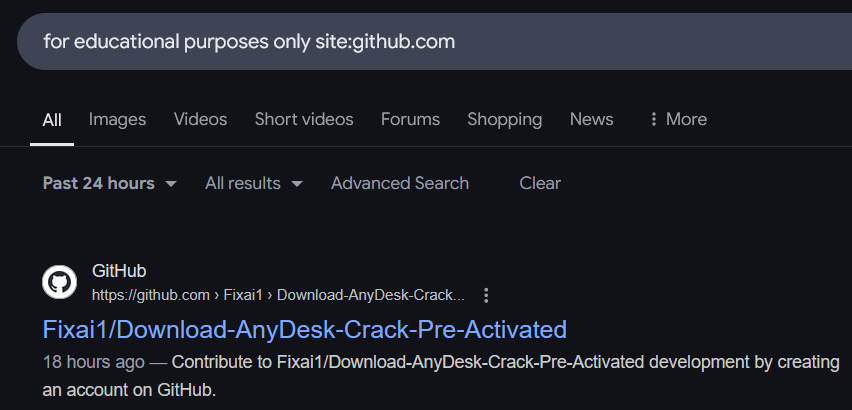 for educational purposes only site:github.com
All Images Videos Short videos Forums Shopping News More
Past 24 hours All results Advanced Search Clear
GitHub
https://github.com › Fixai1 › Download-AnyDesk-Crack...
Fixai1/Download-AnyDesk-Crack-Pre-Activated
18 hours ago — Contribute to Fixai1/Download-AnyDesk-Crack-Pre-Activated development by creating
an account on GitHub.